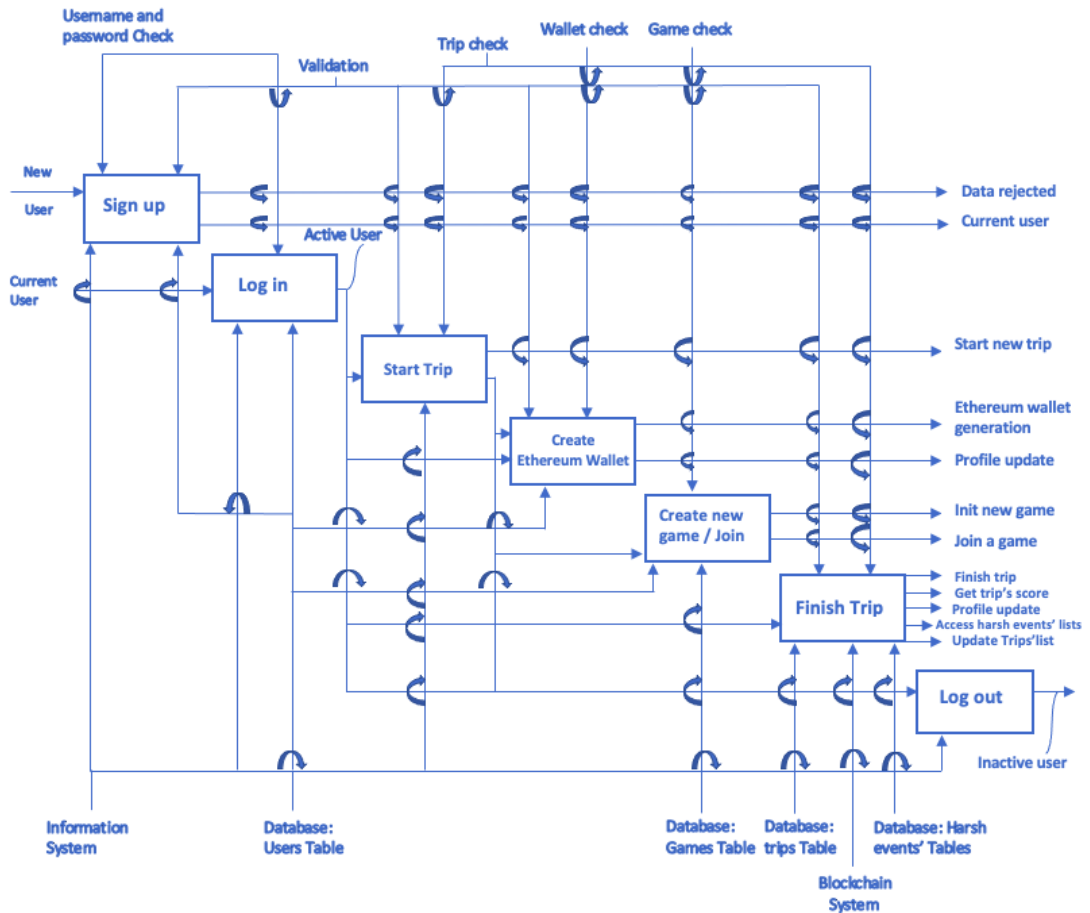 Username and
password Check
Validation
Trip check
Wallet check
Game check
New
User
Sign up
Data rejected
Current user
Active User
Current
User
Log in
Start Trip
Start new trip
Create
Ethereum Wallet
Ethereum wallet
generation
Profile update
Create new
game / Join
Init new game
Join a game
Finish Trip
Finish trip
Get trip's score
Profile update
Access harsh events' lists
Update Trips'list
Log out
Inactive user
Information
System
Database:
Users Table
Database:
Games Table
Database:
trips Table
Database: Harsh
events' Tables
Blockchain
System